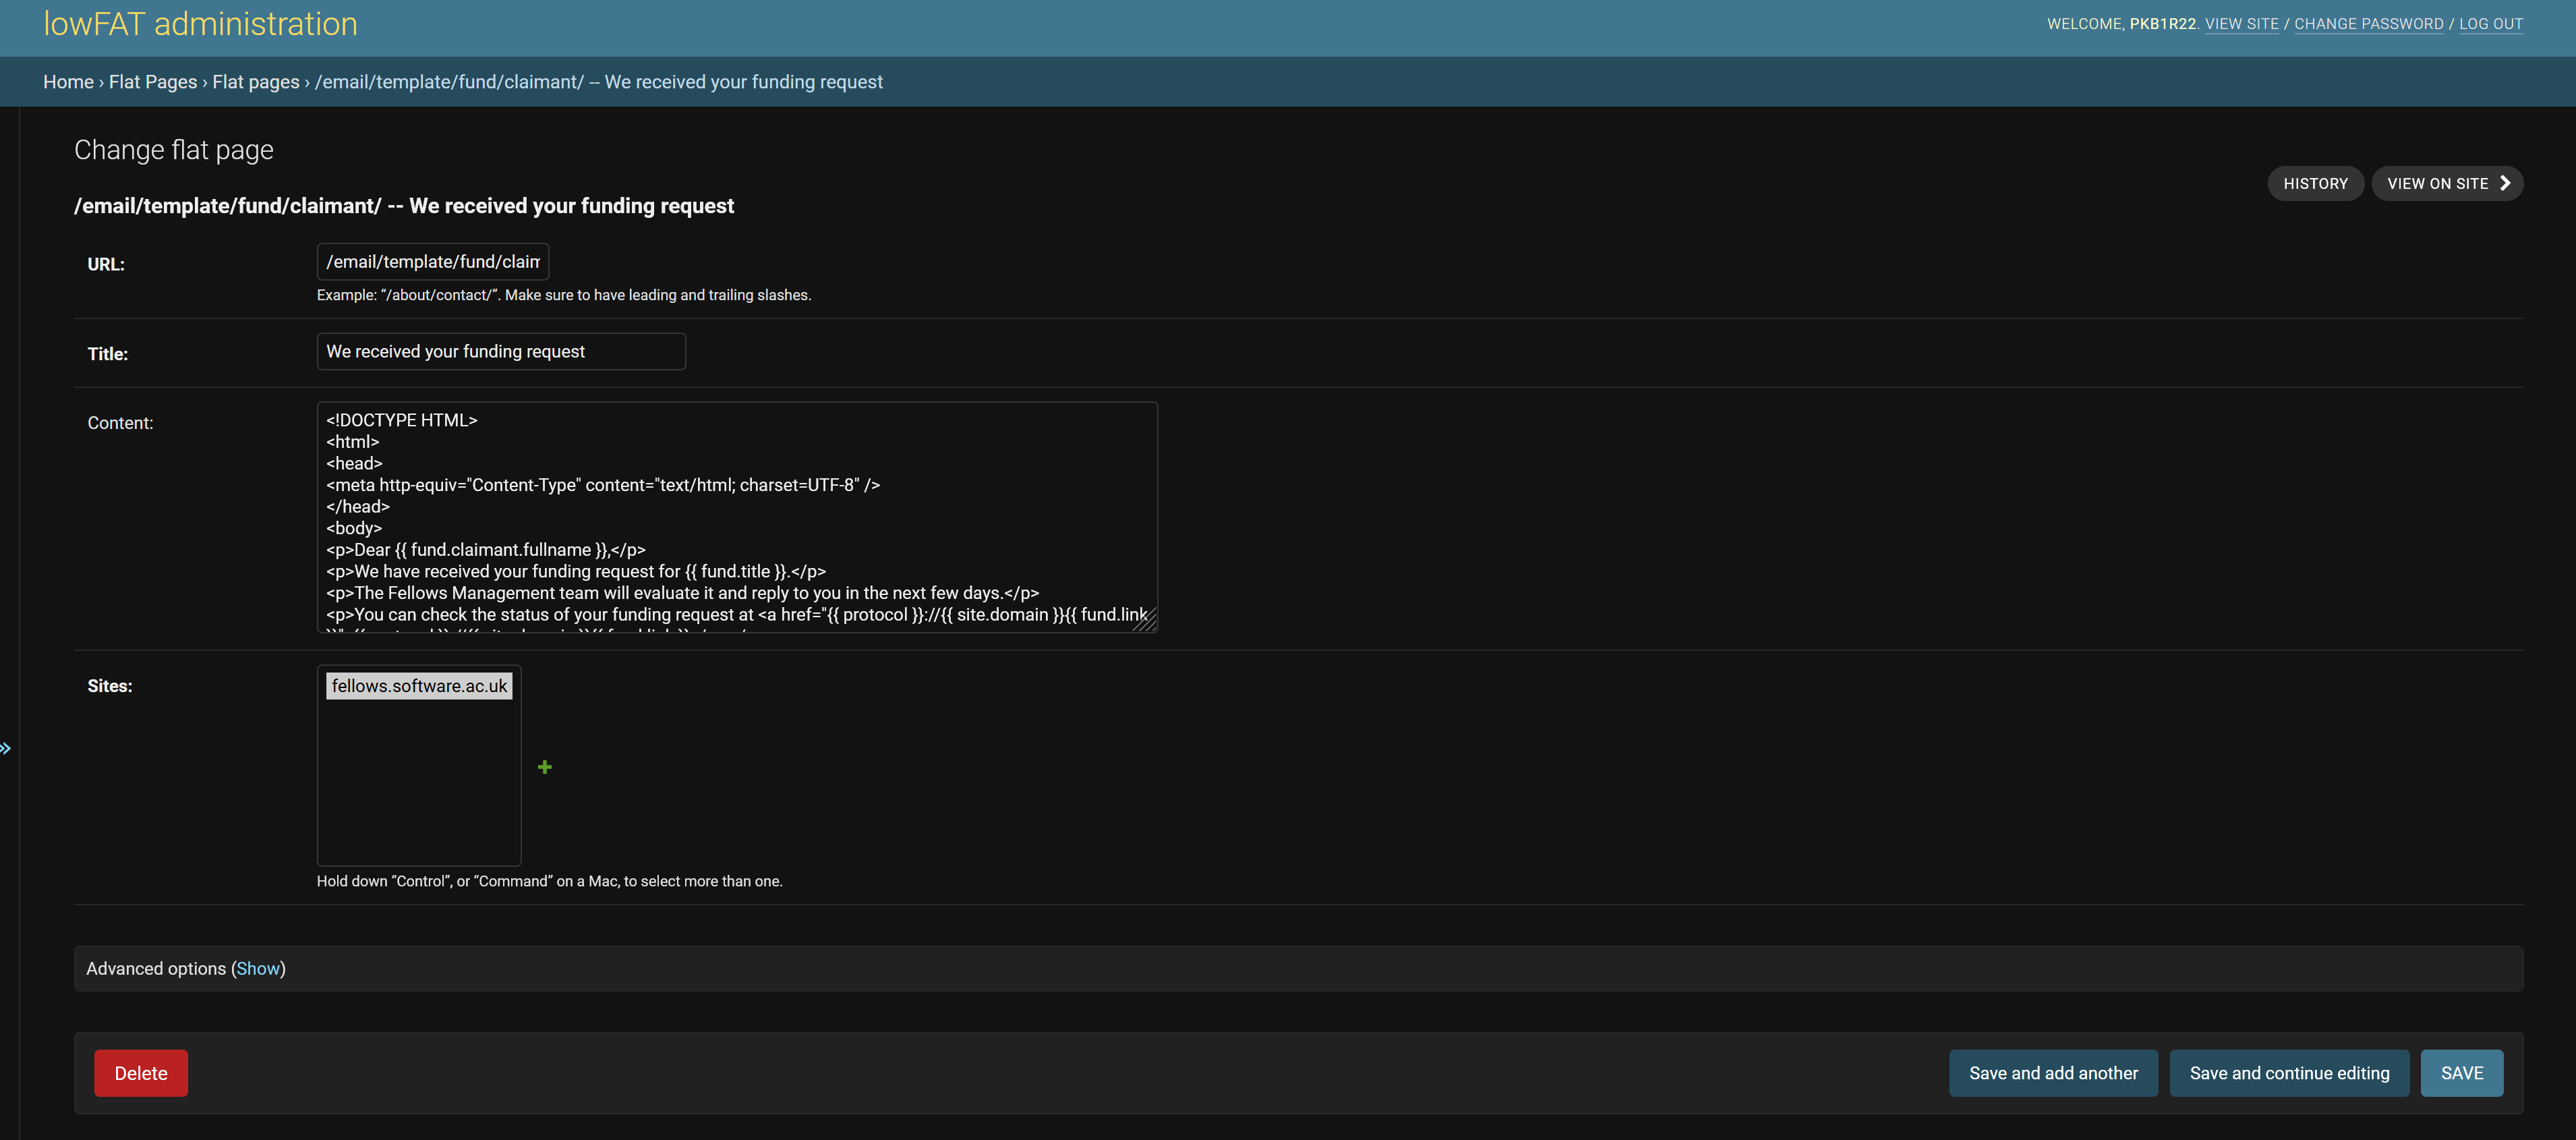 lowFAT administration
WELCOME, PKB1R22. VIEW SITE / CHANGE PASSWORD / LOG OUT
Home › Flat Pages › Flat pages › /email/template/fund/claimant/ -- We received your funding request
Change flat page
HISTORY
VIEW ON SITE
/email/template/fund/claimant/ -- We received your funding request
URL:
/email/template/fund/claim
Example: “/about/contact/”. Make sure to have leading and trailing slashes.
Title:
We received your funding request
Content:
<!DOCTYPE HTML>
<html>
<head>
<meta http-equiv="Content-Type" content="text/html; charset=UTF-8" />
</head>
<body>
<p>Dear {{ fund.claimant.fullname }},</p>
<p>We have received your funding request for {{ fund.title }}.</p>
<p>The Fellows Management team will evaluate it and reply to you in the next few days.</p>
<p>You can check the status of your funding request at <a href="{{ protocol }}://{{ site.domain }}{{ fund.link
Sites:
fellows.software.ac.uk
Hold down “Control”, or “Command” on a Mac, to select more than one.
Advanced options (Show)
Delete
Save and add another
Save and continue editing
SAVE